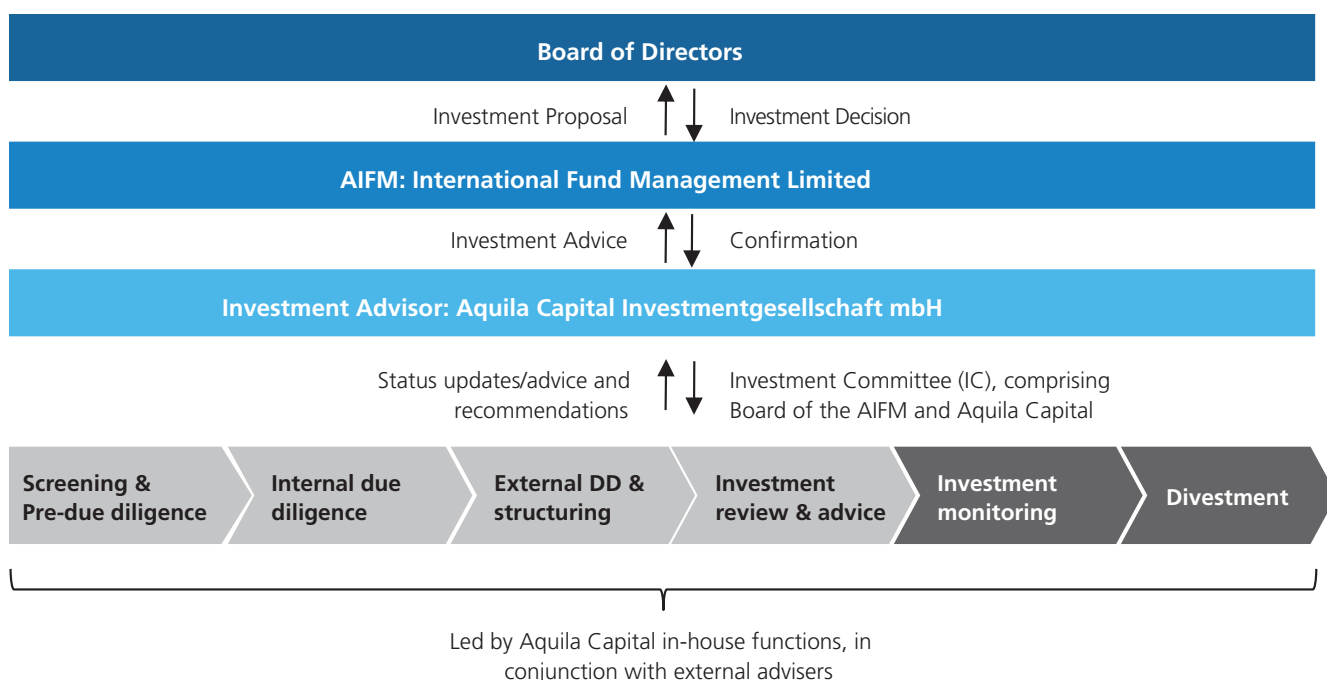 Board of Directors
Investment Proposal
Investment Decision
AIFM: International Fund Management Limited
Investment Advice
Confirmation
Investment Advisor: Aquila Capital Investmentgesellschaft mbH
Status updates/advice and
recommendations
Investment Committee (IC), comprising
Board of the AIFM and Aquila Capital
Screening &
Pre-due diligence
Internal due
diligence
External DD &
structuring
Investment
review & advice
Investment
monitoring
Divestment
Led by Aquila Capital in-house functions, in
conjunction with external advisers